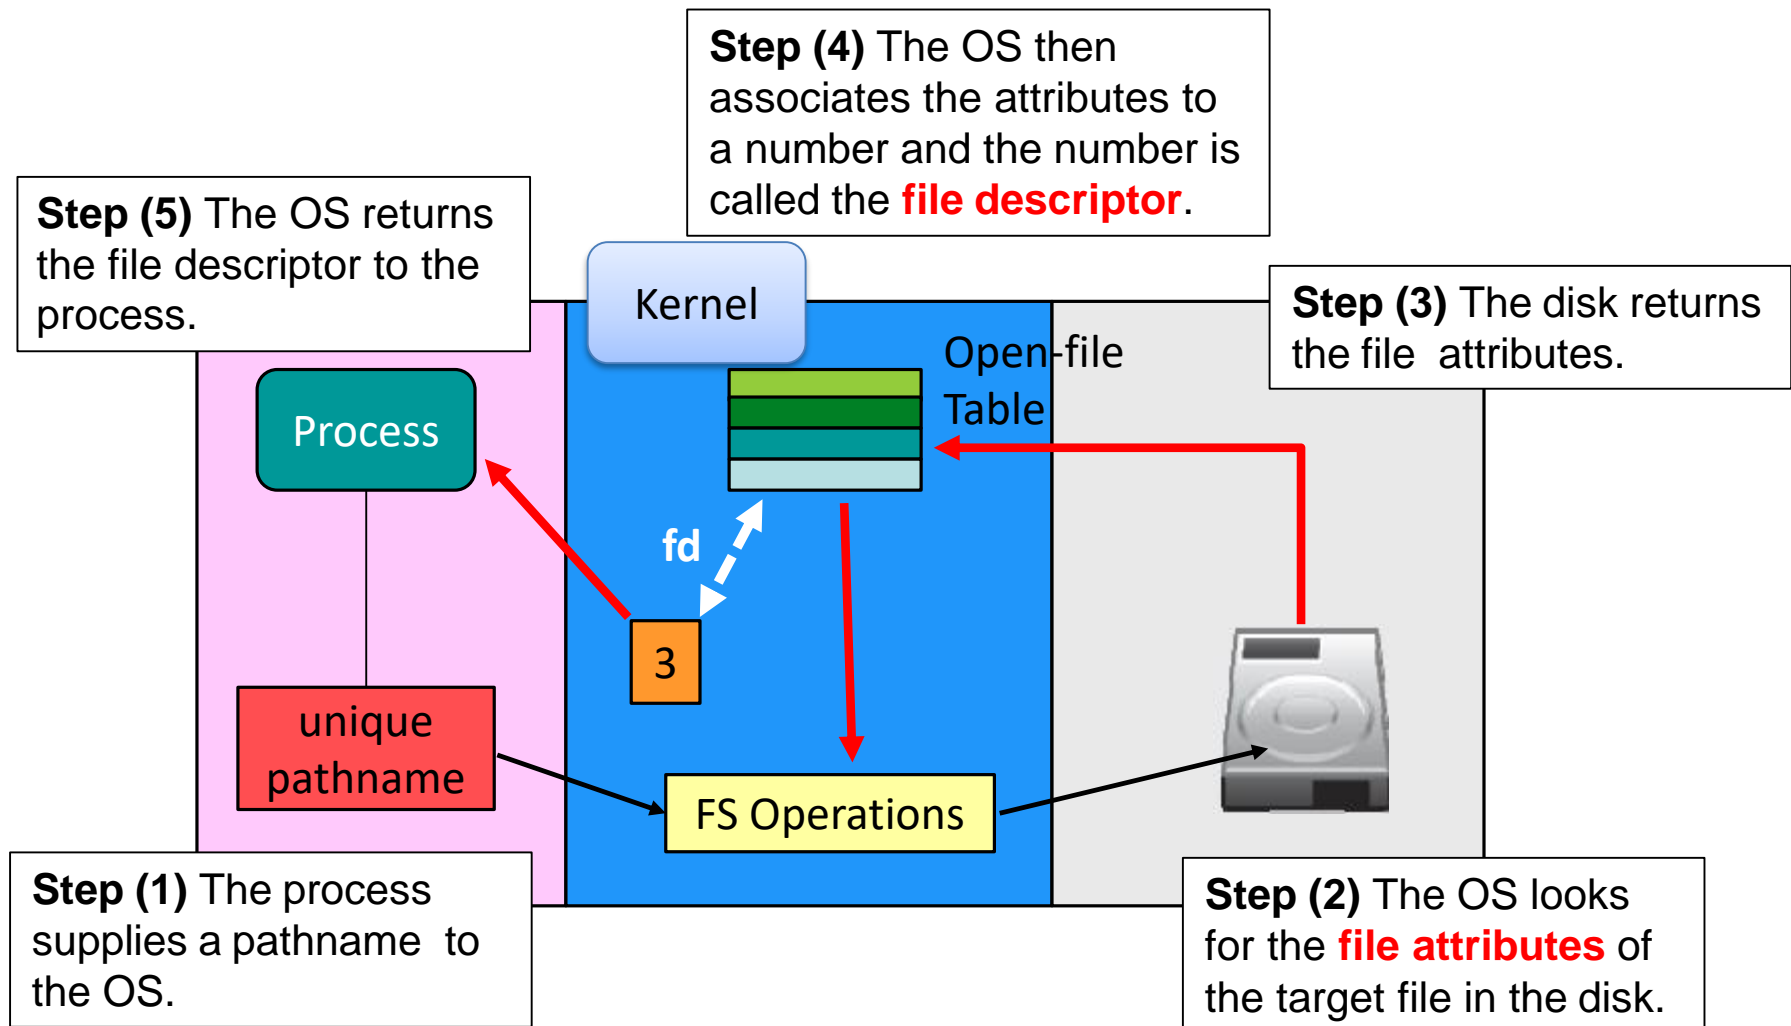 Step (4) The OS then
associates the attributes to
a number and the number is
called the file descriptor.
Step (5) The OS returns
the file descriptor to the
process.
Kernel
Step (3) The disk returns
the file attributes.
Open-file
Table
Process
fd
3
unique
pathname
FS Operations
Step (1) The process
supplies a pathname to
the OS.
Step (2) The OS looks
for the file attributes of
the target file in the disk.